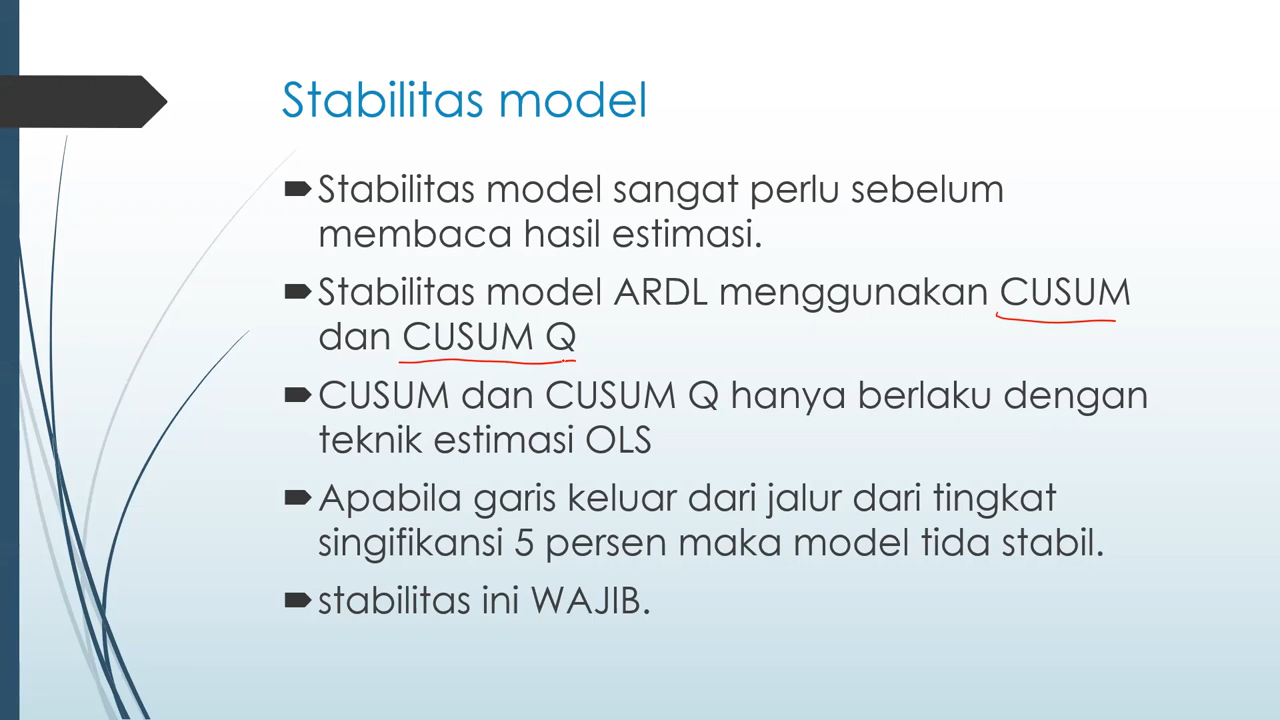 Stabilitas model
Stabilitas model sangat perlu sebelum
membaca hasil estimasi.
Stabilitas model ARDL menggunakan CUSUM
dan CUSUM Q
CUSUM dan CUSUM Q hanya berlaku dengan
teknik estimasi OLS
Apabila garis keluar dari jalur dari tingkat
singifikansi 5 persen maka model tida stabil.
stabilitas ini WAJIB.